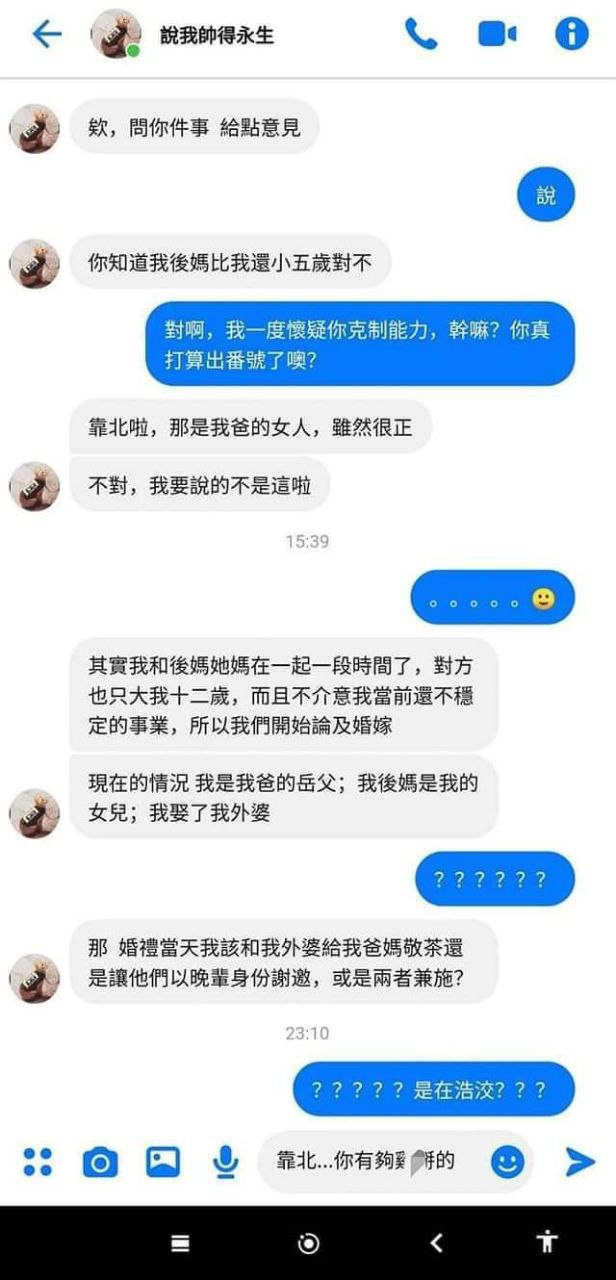 說我帥得永生
欸，問你件事 給點意見
說
你知道我後媽比我還小五歲對不
對啊，我一度懷疑你克制能力，幹嘛？你真
打算出番號了噢？
靠北啦，那是我爸的女人，雖然很正
不對，我要說的不是這啦
15:39
。。。。。🙂
其實我和後媽她媽在一起一段時間了，對方
也只大我十二歲，而且不介意我當前還不穩
定的事業，所以我們開始論及婚嫁
現在的情況 我是我爸的岳父；我後媽是我的
女兒；我娶了我外婆
？？？？？？
那 婚禮當天我該和我外婆給我爸媽敬茶還
是讓他們以晚輩身份謝邀，或是兩者兼施？
23:10
？？？？？是在浩洨？？？
靠北...你有夠的